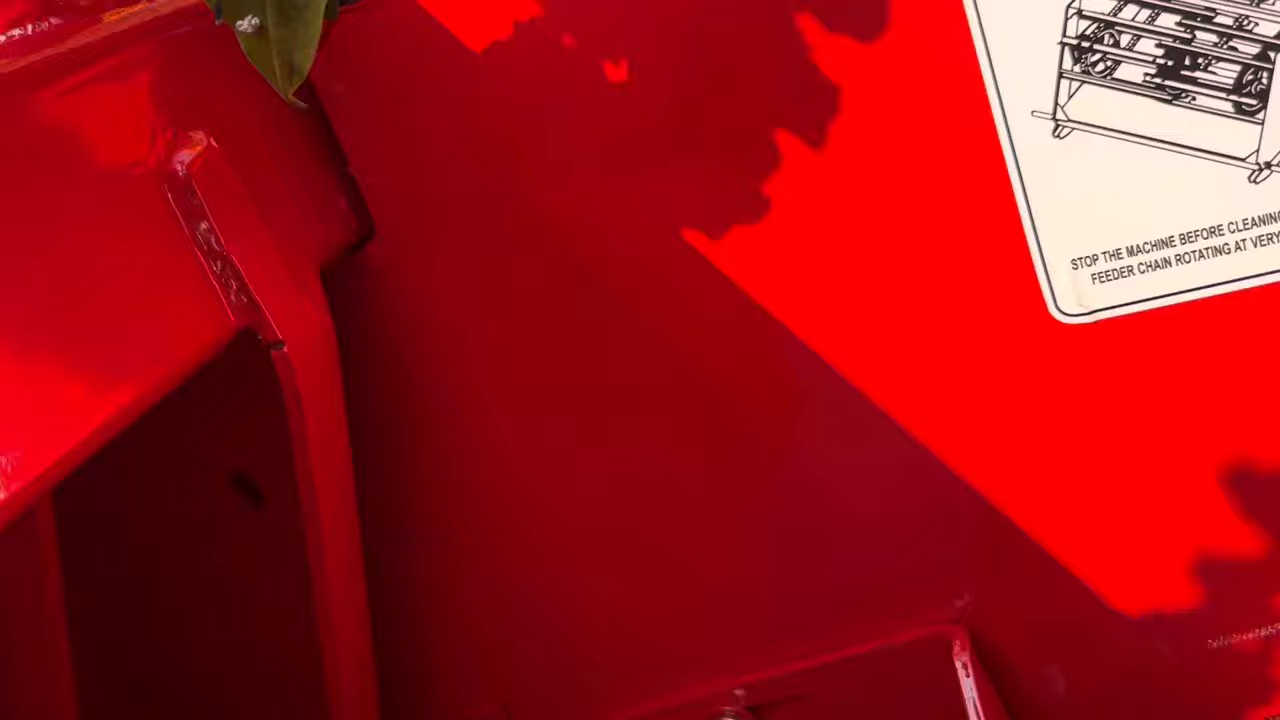 STOP THE MACHINE BEFORE CLEANING
FEEDER CHAIN ROTATING AT VERY